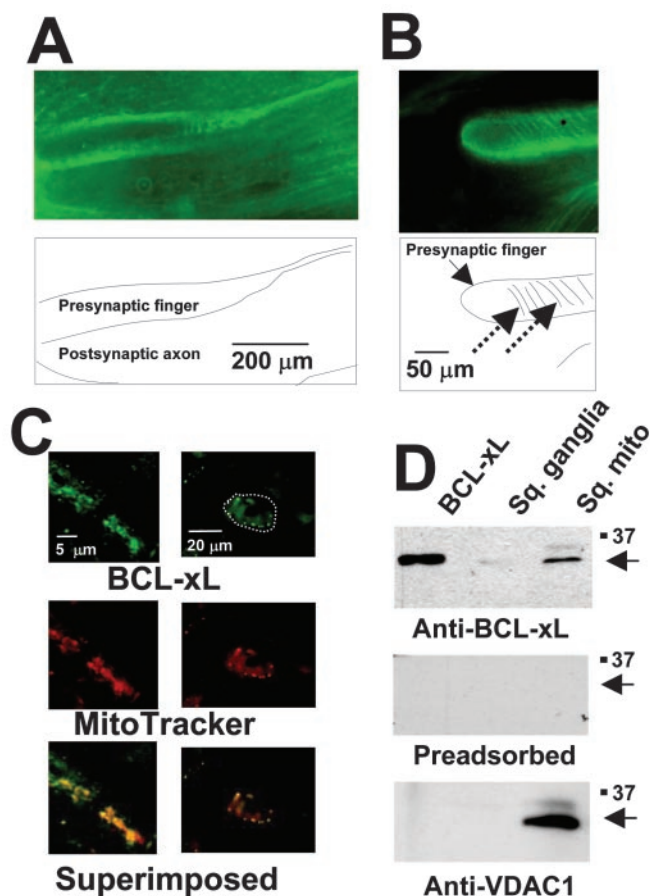 A
B
Presynaptic finger
Postsynaptic axon
200 µm
Presynaptic finger
50 µm
C
5 µm
20 µm
BCL-xL
MitoTracker
Superimposed
D
BCL-xL
Sq. ganglia
Sq. mito
37
Anti-BCL-xL
37
Preadsorbed
37
Anti-VDAC1